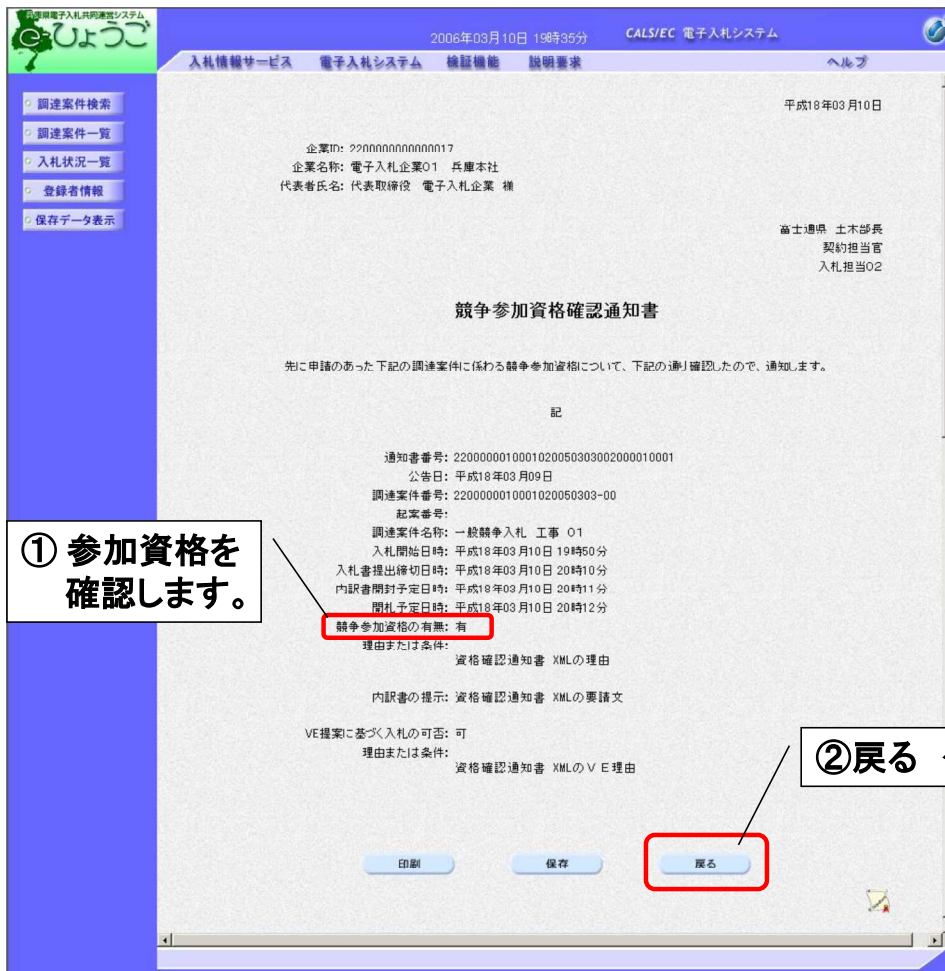 兵庫県電子入札共同運営システム
e-ひょうご
2006年03月10日 19時35分
CALS/EC 電子入札システム
入札情報サービス 電子入札システム 検証機能 説明要求 ヘルプ
調達案件検索
調達案件一覧
入札状況一覧
登録者情報
保存データ表示
平成18年03月10日
企業ID: 2200000000000017
企業名称: 電子入札企業01 兵庫本社
代表者氏名: 代表取締役 電子入札企業 様
富士通県 土木部長
契約担当官
入札担当02
競争参加資格確認通知書
先に申請のあった下記の調達案件に係わる競争参加資格について、下記の通り確認したので、通知します。
記
通知書番号: 2200000010001020050303002000010001
公告日: 平成18年03月09日
調達案件番号: 2200000010001020050303-00
起案番号:
調達案件名称: 一般競争入札 工事 01
入札開始日時: 平成18年03月10日 19時50分
入札書提出締切日時: 平成18年03月10日 20時10分
内訳書開封予定日時: 平成18年03月10日 20時11分
開札予定日時: 平成18年03月10日 20時12分
競争参加資格の有無: 有
理由または条件:
資格確認通知書 XMLの理由
内訳書の提示: 資格確認通知書 XMLの要請文
VE提案に基づく入札の可否: 可
理由または条件:
資格確認通知書 XMLのVE理由
① 参加資格を
確認します。
②戻る
印刷 保存 戻る